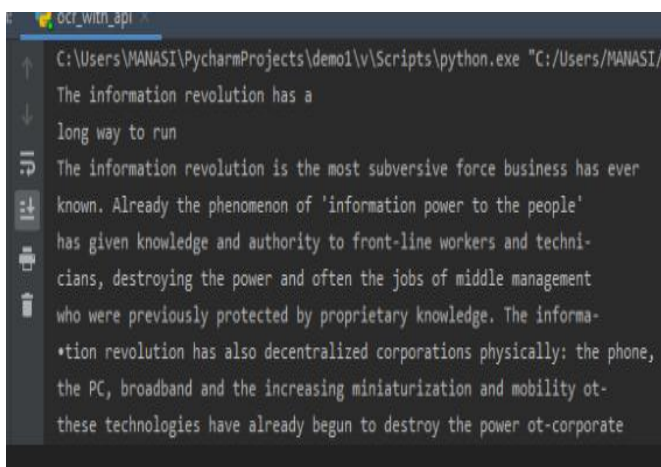 ocr_with_api
C:\Users\MANASI\PycharmProjects\demo1\v\Scripts\python.exe "C:/Users/MANASI/
The information revolution has a
long way to run
The information revolution is the most subversive force business has ever
known. Already the phenomenon of 'information power to the people'
has given knowledge and authority to front-line workers and techni-
cians, destroying the power and often the jobs of middle management
who were previously protected by proprietary knowledge. The informa-
•tion revolution has also decentralized corporations physically: the phone,
the PC, broadband and the increasing miniaturization and mobility ot-
these technologies have already begun to destroy the power ot-corporate